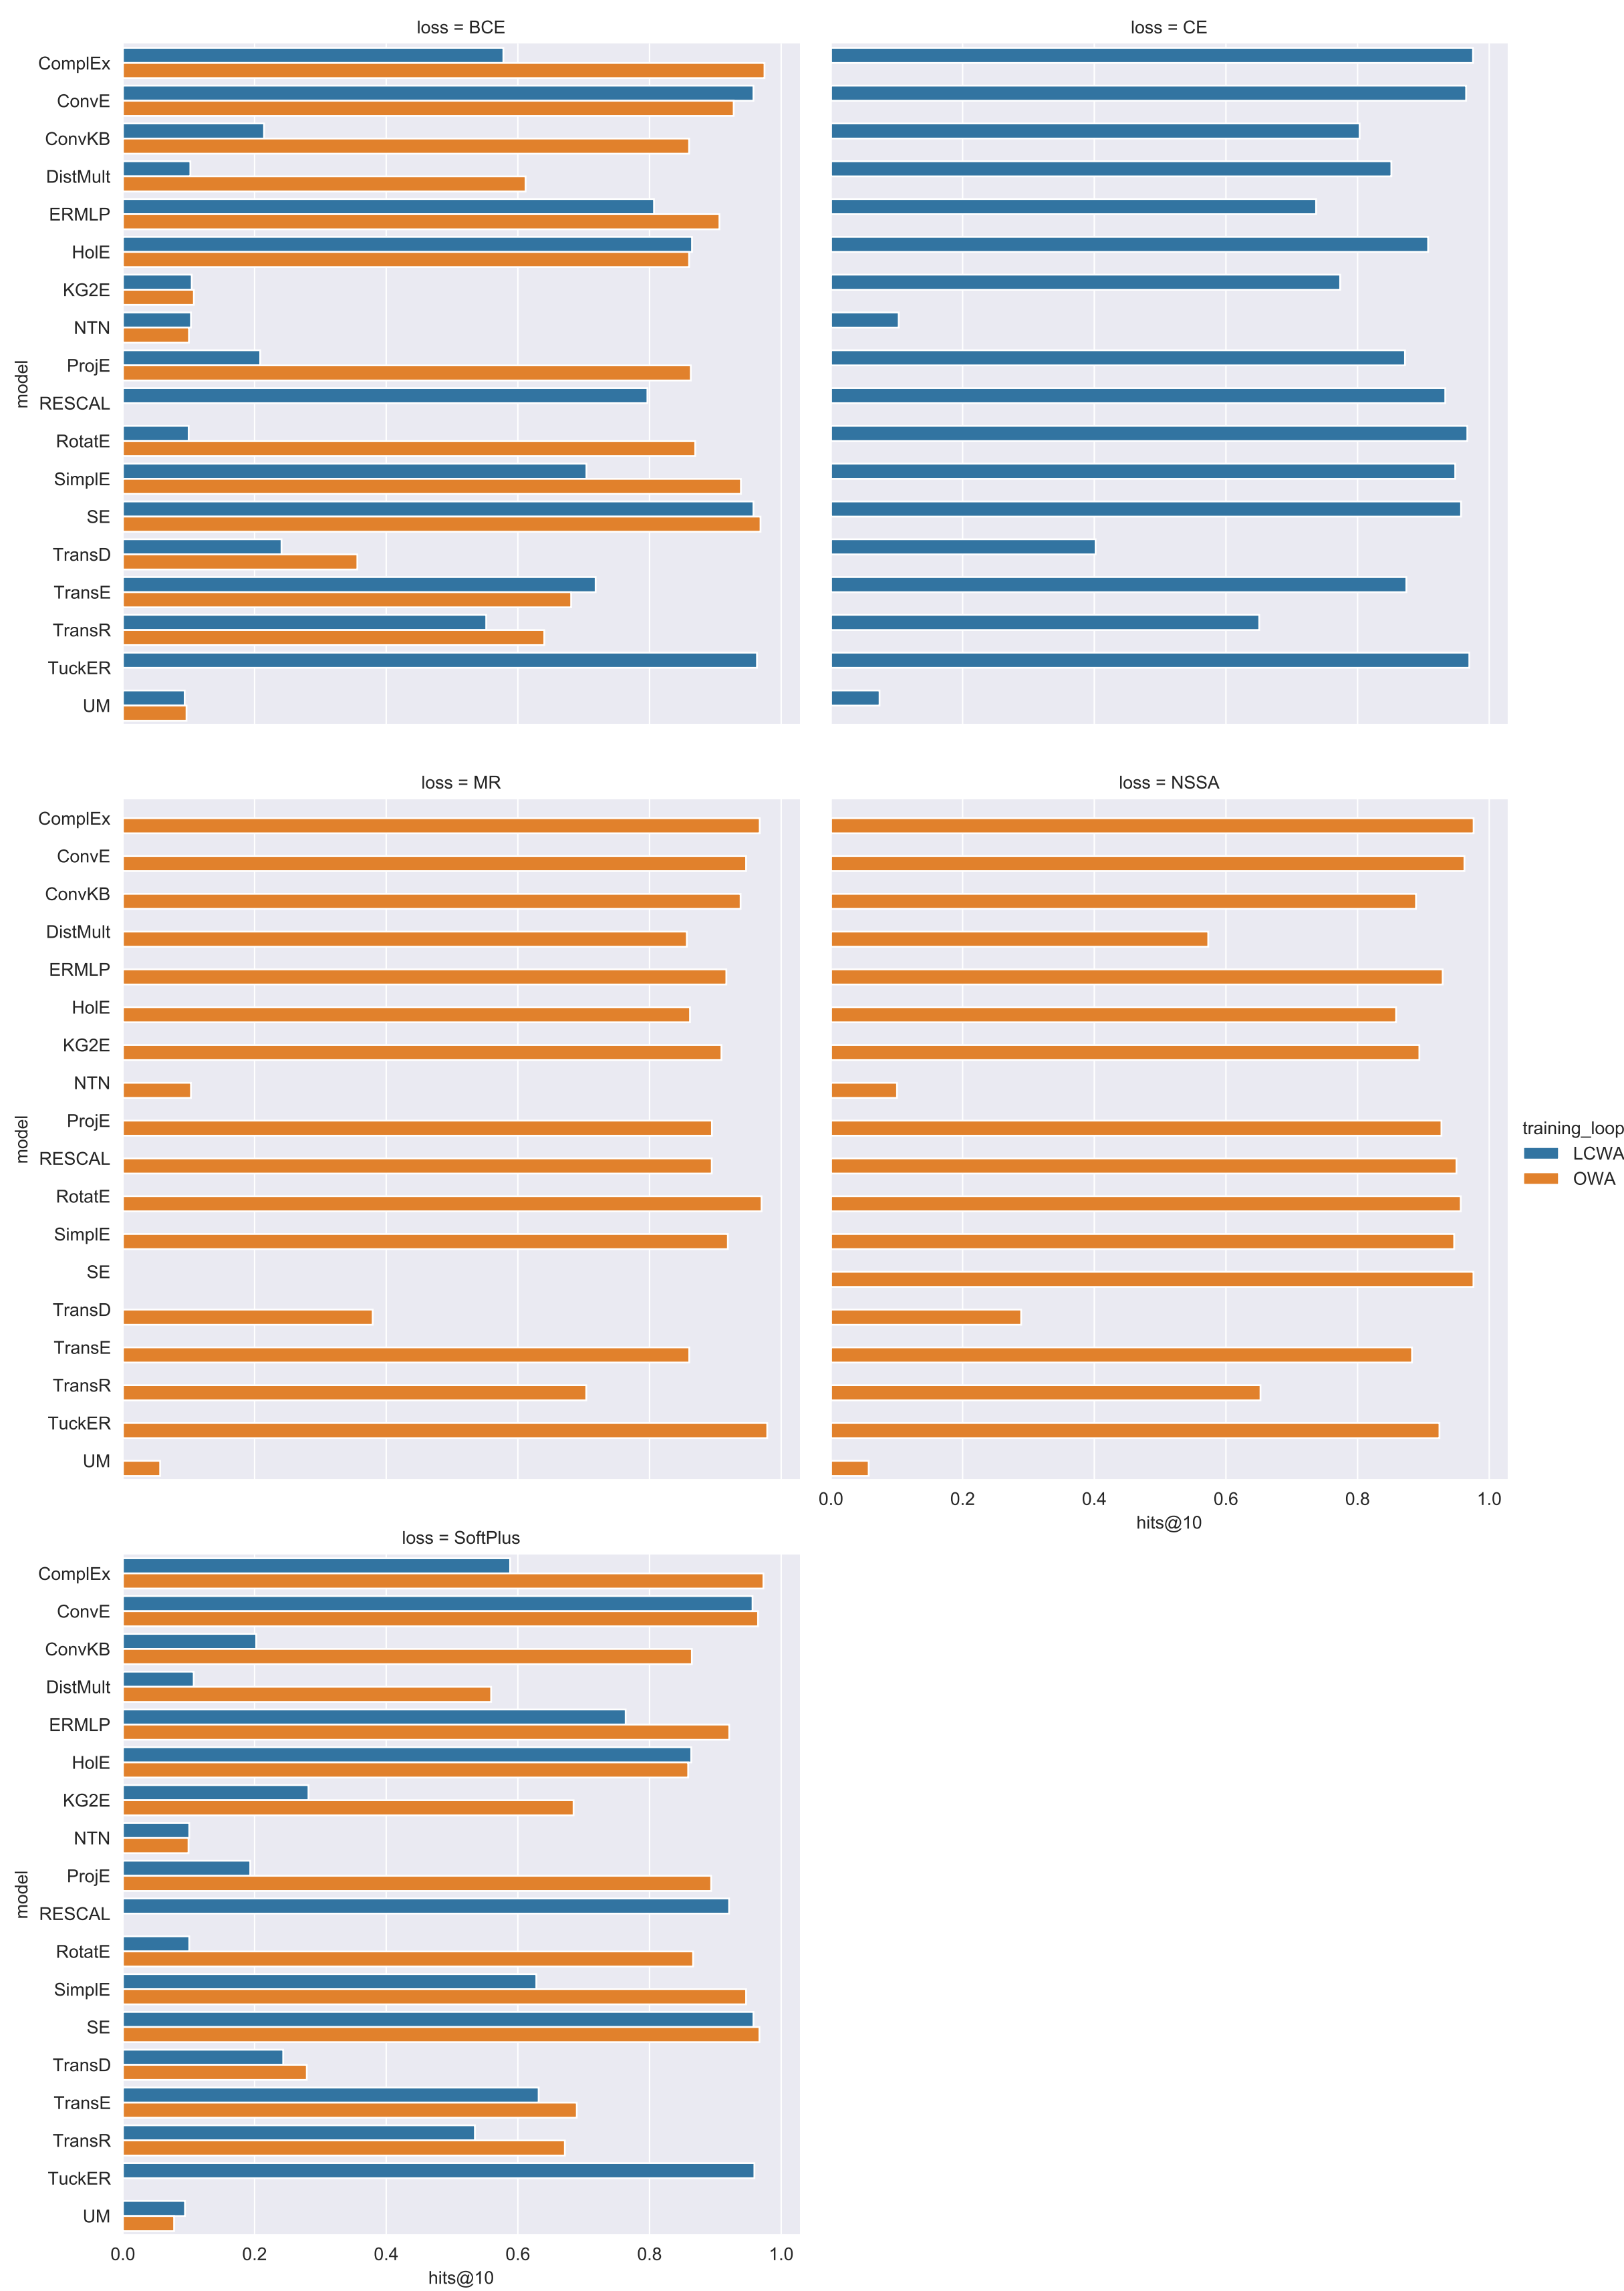 loss = BCE
loss = CE
ComplEx
ConvE
ConvKB
DistMult
ERMLP
HolE
KG2E
NTN
ProjE
RESCAL
RotatE
SimplE
SE
TransD
TransE
TransR
TuckER
UM
model
loss = MR
loss = NSSA
ComplEx
ConvE
ConvKB
DistMult
ERMLP
HolE
KG2E
NTN
ProjE
RESCAL
RotatE
SimplE
SE
TransD
TransE
TransR
TuckER
UM
model
0.0 0.2 0.4 0.6 0.8 1.0
hits@10
training_loop
LCWA
OWA
loss = SoftPlus
ComplEx
ConvE
ConvKB
DistMult
ERMLP
HolE
KG2E
NTN
ProjE
RESCAL
RotatE
SimplE
SE
TransD
TransE
TransR
TuckER
UM
model
0.0 0.2 0.4 0.6 0.8 1.0
hits@10